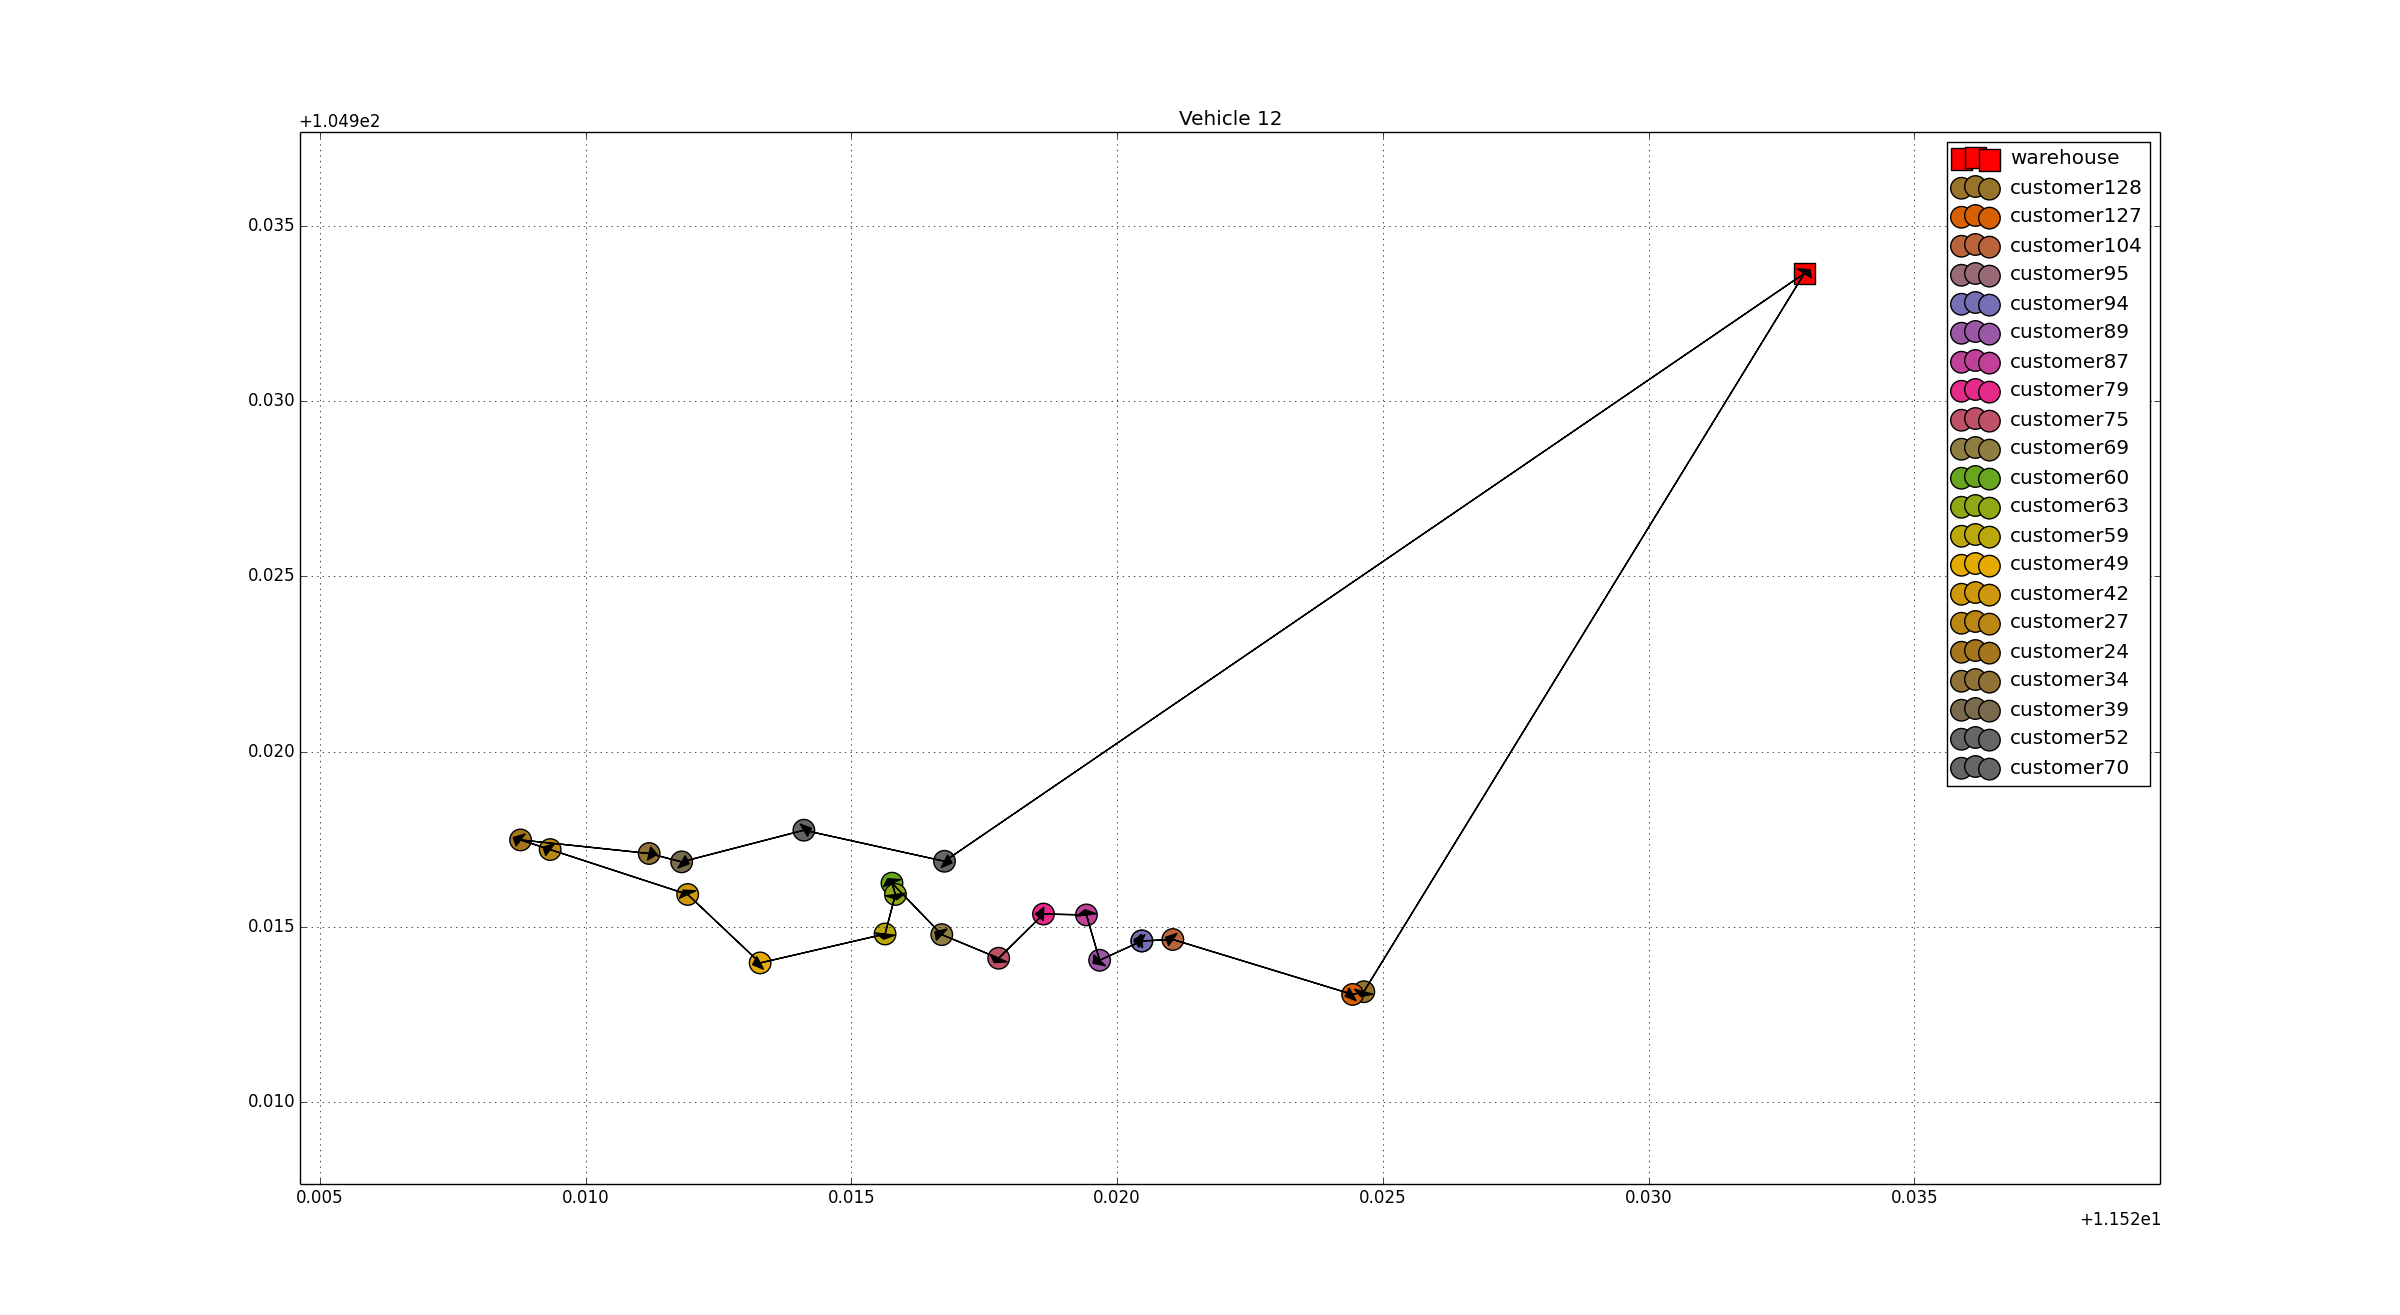 Vehicle 12
+1.049e2
0.035
0.030
0.025
0.020
0.015
0.010
0.005
0.010
0.015
0.020
0.025
0.030
0.035
+1.152e1
warehouse
customer128
customer127
customer104
customer95
customer94
customer89
customer87
customer79
customer75
customer69
customer60
customer63
customer59
customer49
customer42
customer27
customer24
customer34
customer39
customer52
customer70